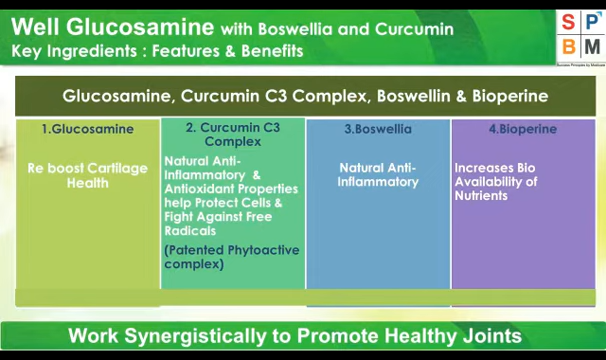 Well Glucosamine with Boswellia and Curcumin
Key Ingredients : Features & Benefits
S P
B M
Glucosamine, Curcumin C3 Complex, Boswellin & Bioperine
1.Glucosamine
Re boost Cartilage
Health
2. Curcumin C3
Complex
Natural Anti-
Inflammatory &
Antioxidant Properties
help Protect Cells &
Fight Against Free
Radicals
(Patented Phytoactive
complex)
3.Boswellia
Natural Anti-
Inflammatory
4.Bioperine
Increases Bio
Availability of
Nutrients
Work Synergistically to Promote Healthy Joints